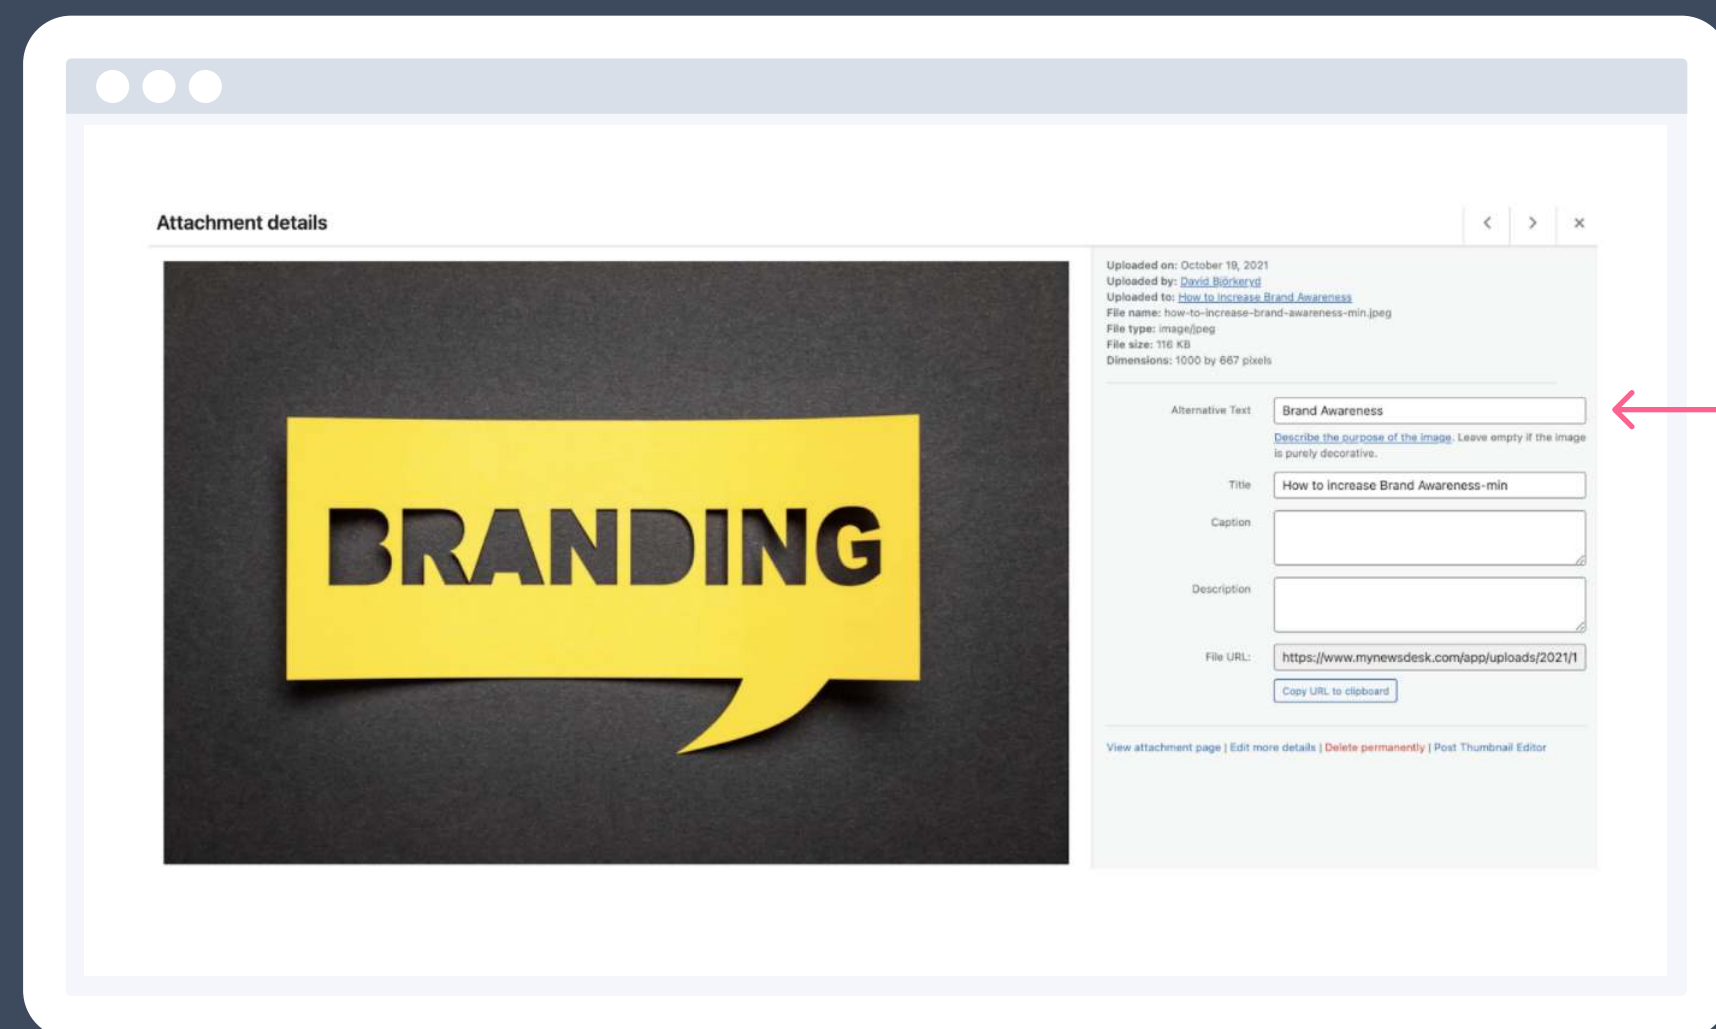 Attachment details
BRANDING
Uploaded on: October 19, 2021
Uploaded by: David Björkeryd
Uploaded to: How to increase Brand Awareness
File name: how-to-increase-brand-awareness-min.jpeg
File type: image/jpeg
File size: 116 KB
Dimensions: 1000 by 667 pixels
Alternative Text Brand Awareness
Describe the purpose of the image. Leave empty if the image
is purely decorative.
Title How to increase Brand Awareness-min
Caption
Description
File URL: https://www.mynewsdesk.com/app/uploads/2021/1
Copy URL to clipboard
View attachment page | Edit more details | Delete permanently | Post Thumbnail Editor